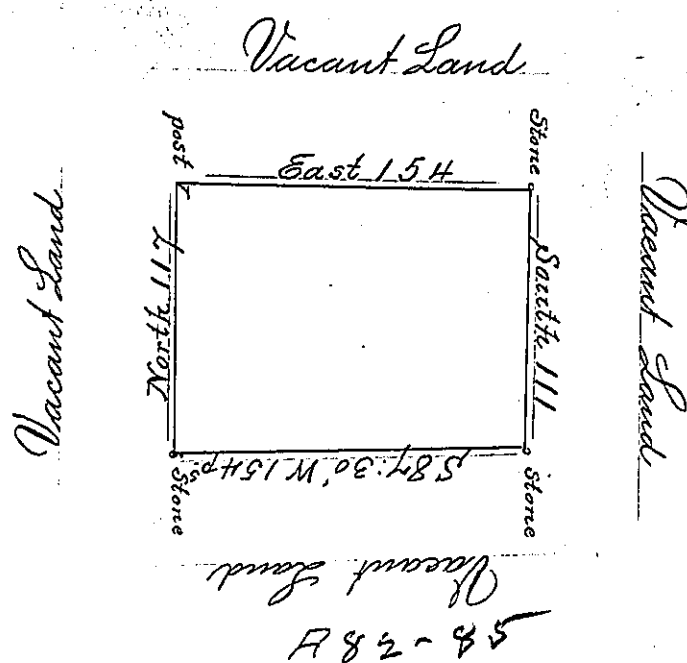 Vacant Land
post
Stone
East 154
Vacant Land
North 117
South 111
Vacant Land
S 87:30' W 154 ps
Stone
Stone
Vacant Land
A 82-85